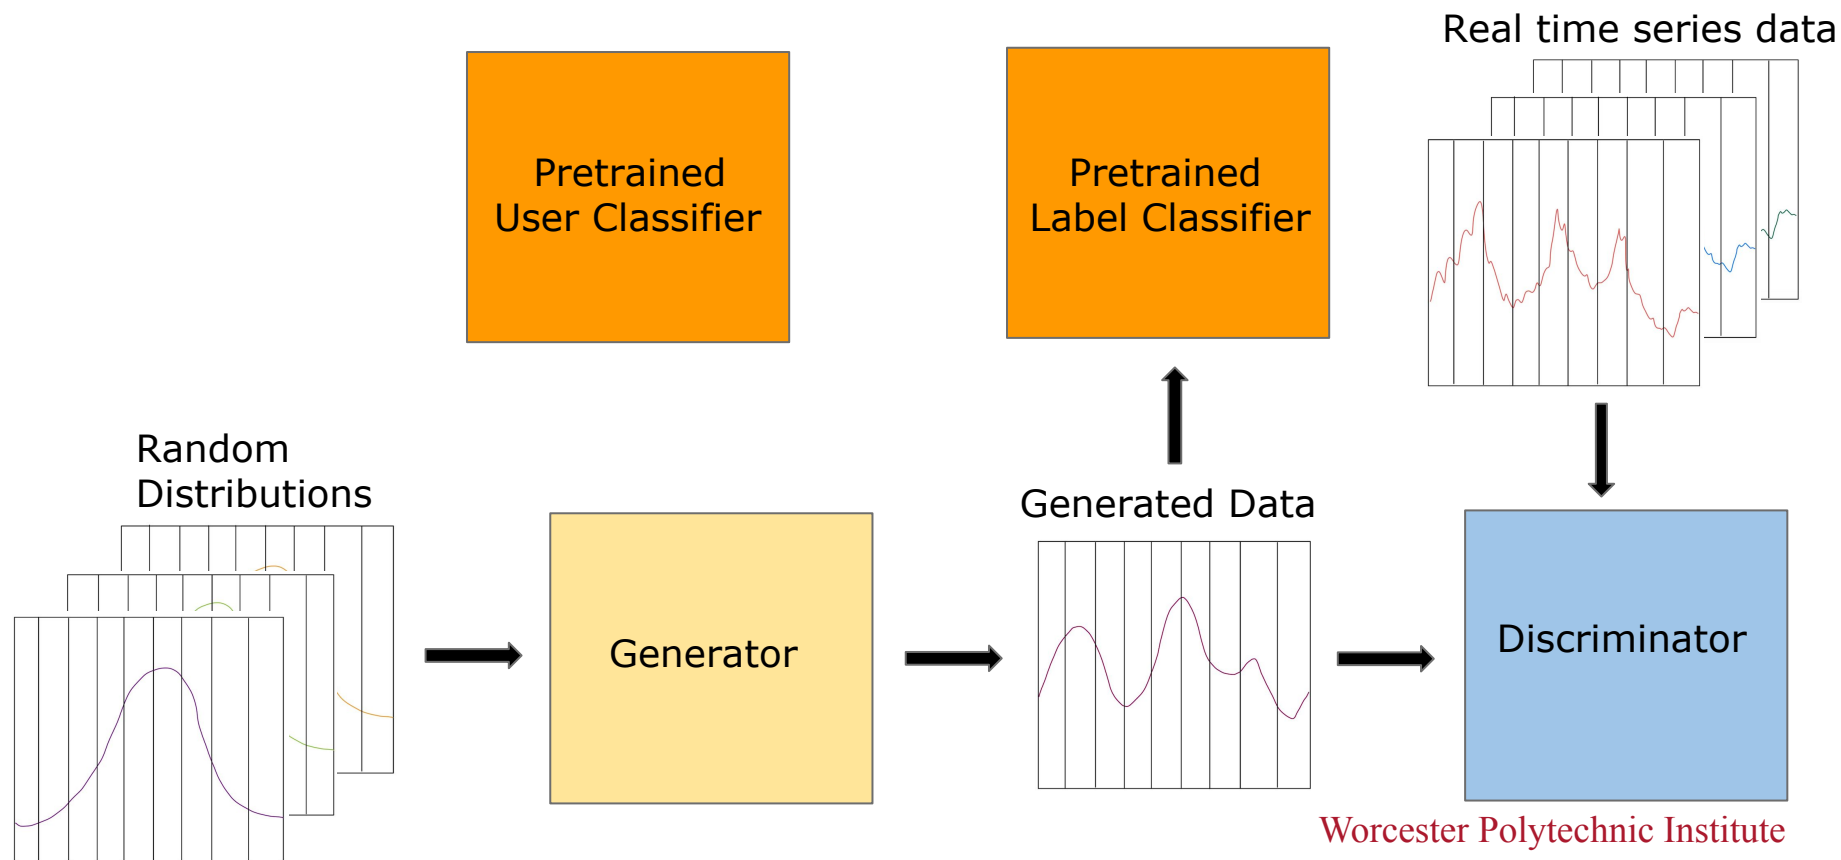 Real time series data
Pretrained
User Classifier
Pretrained
Label Classifier
Random
Distributions
Generated Data
Generator
Discriminator
Worcester Polytechnic Institute